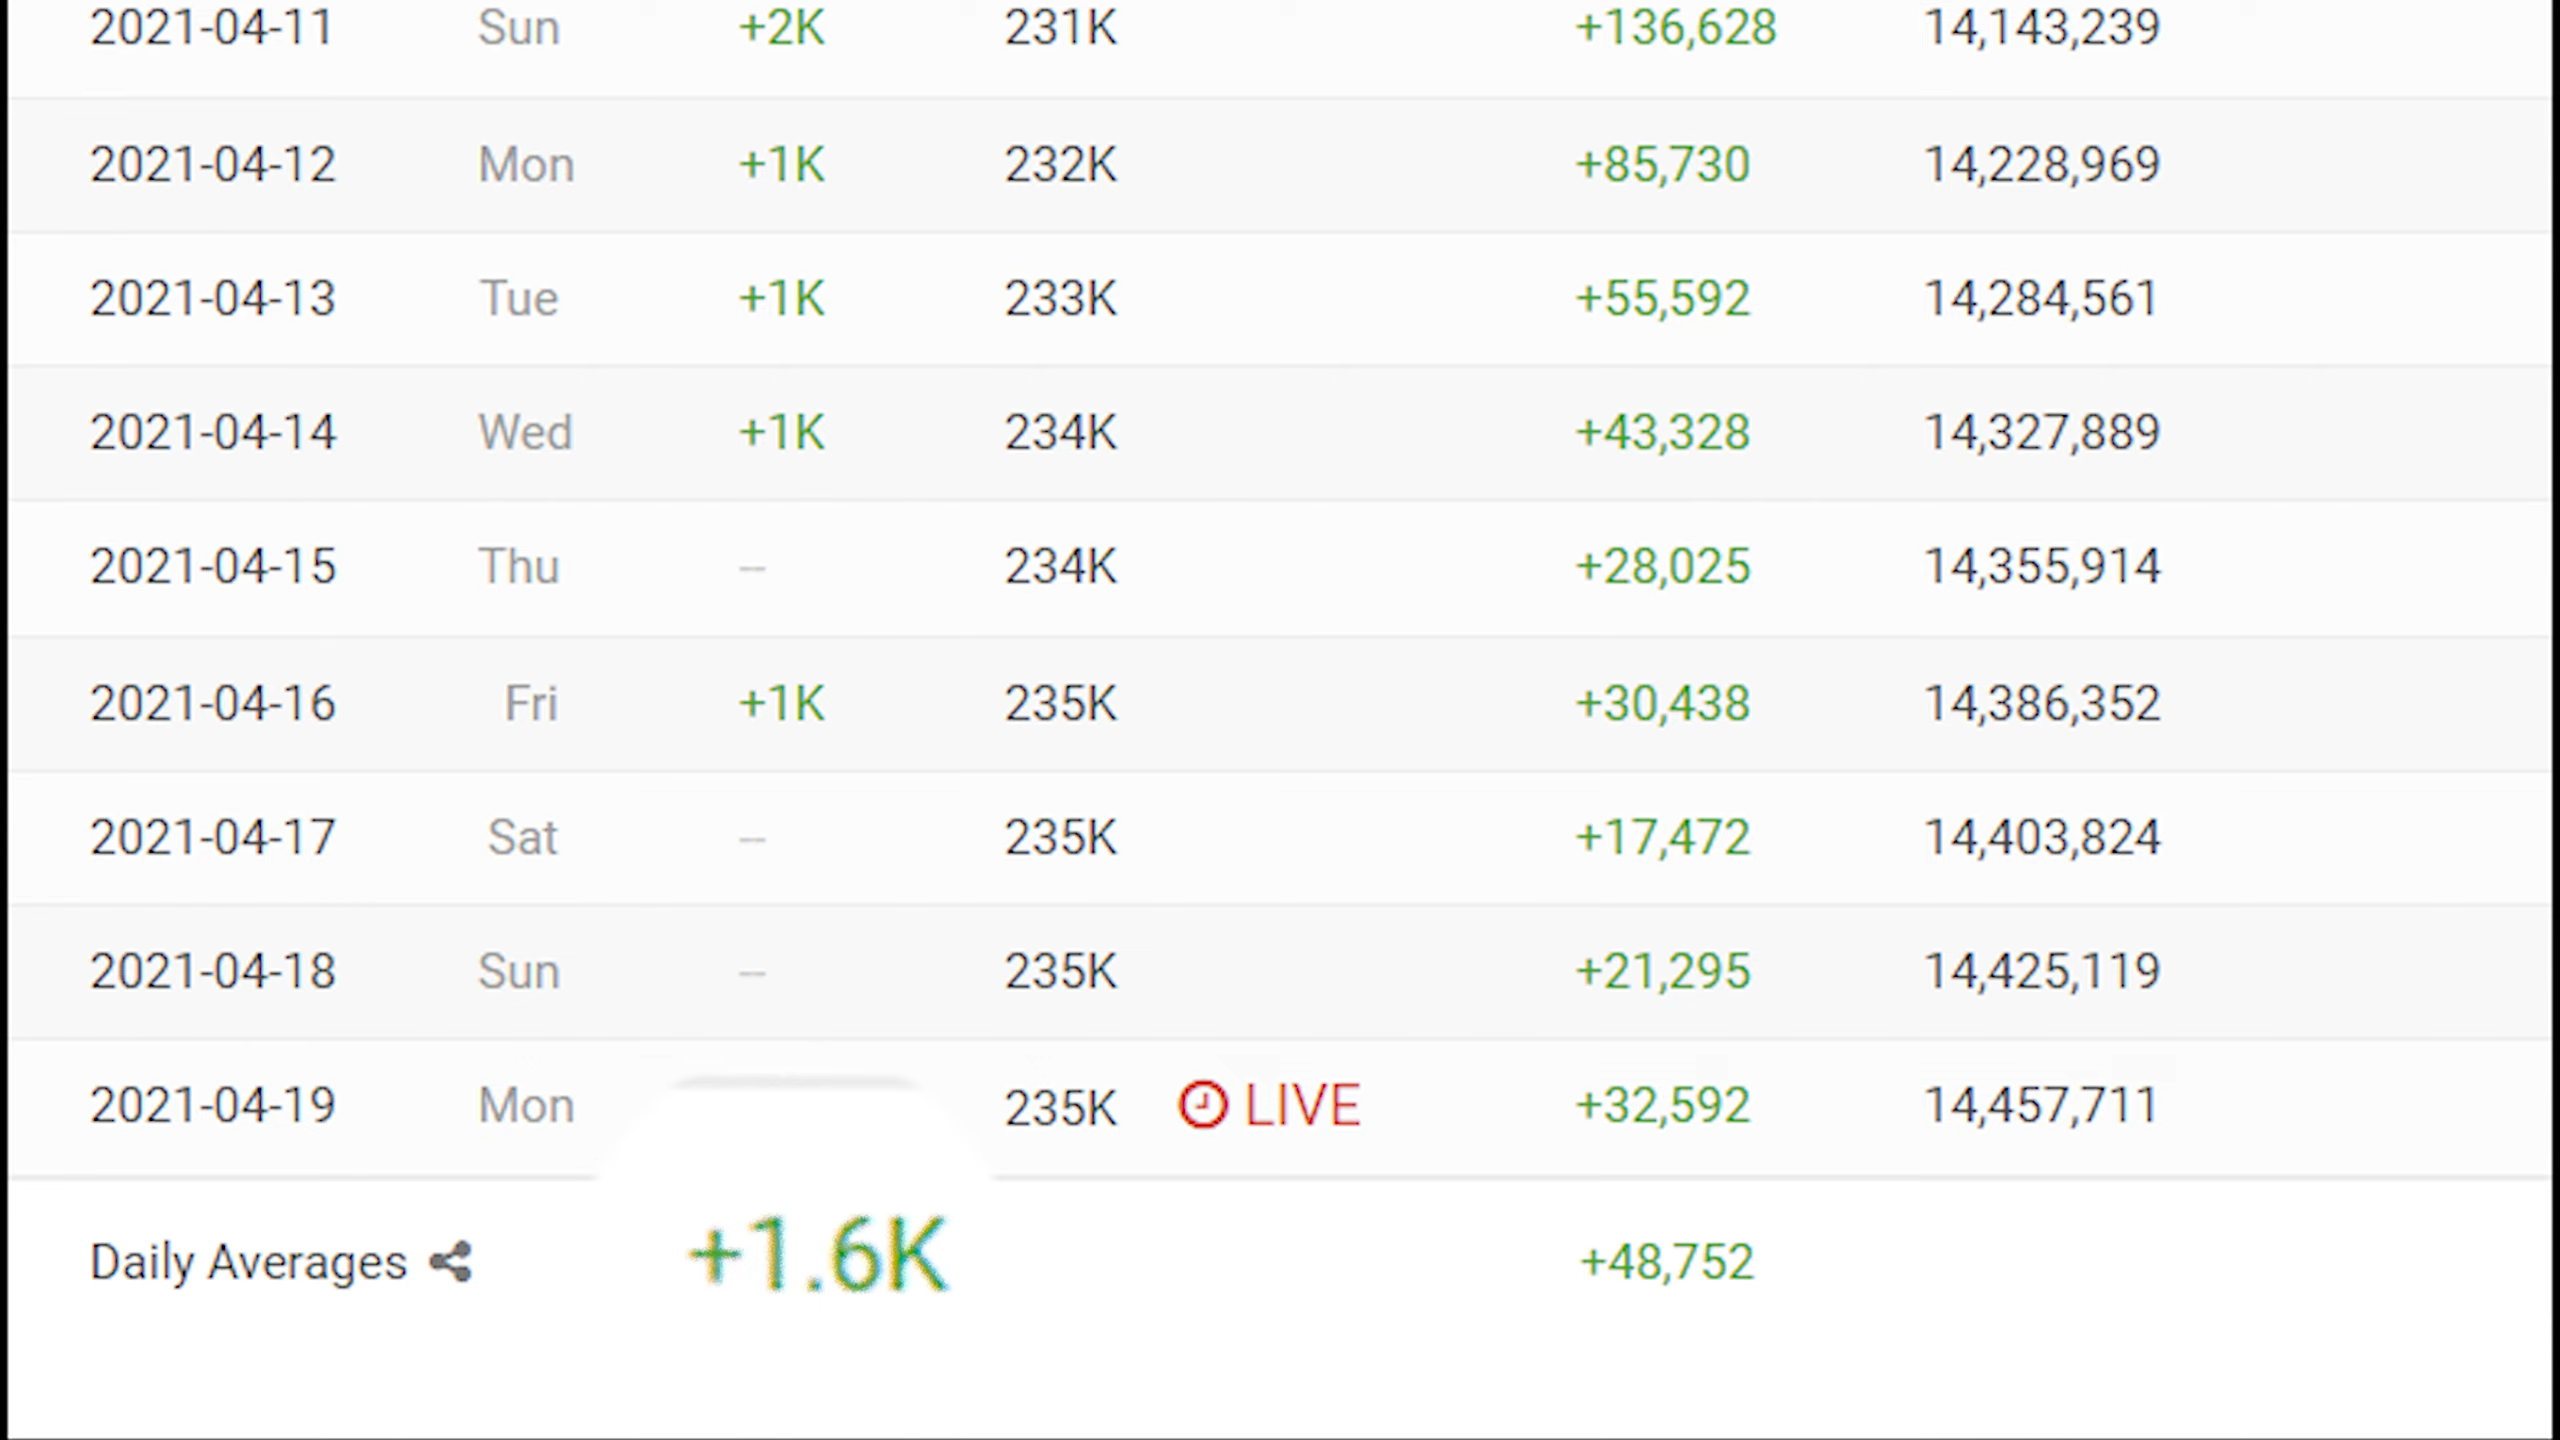 2021-04-11 Sun +2K 231K +136,628 14,143,239
2021-04-12 Mon +1K 232K +85,730 14,228,969
2021-04-13 Tue +1K 233K +55,592 14,284,561
2021-04-14 Wed +1K 234K +43,328 14,327,889
2021-04-15 Thu -- 234K +28,025 14,355,914
2021-04-16 Fri +1K 235K +30,438 14,386,352
2021-04-17 Sat -- 235K +17,472 14,403,824
2021-04-18 Sun -- 235K +21,295 14,425,119
2021-04-19 Mon 235K LIVE +32,592 14,457,711
Daily Averages +1.6K +48,752